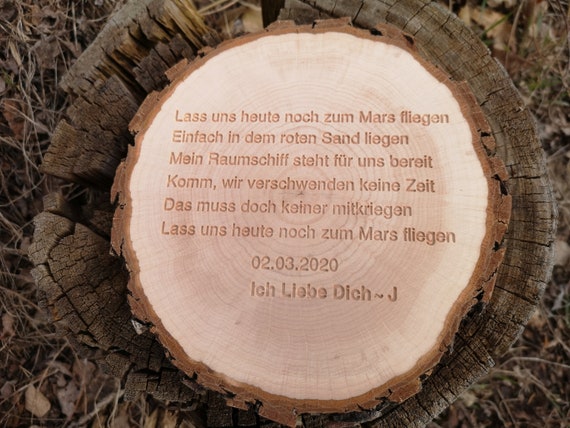 Lass uns heute noch zum Mars fliegen
Einfach in dem roten Sand liegen
Mein Raumschiff steht für uns bereit
Komm, wir verschwenden keine Zeit
Das muss doch keiner mitkriegen
Lass uns heute noch zum Mars fliegen
02.03.2020
Ich Liebe Dich~ J